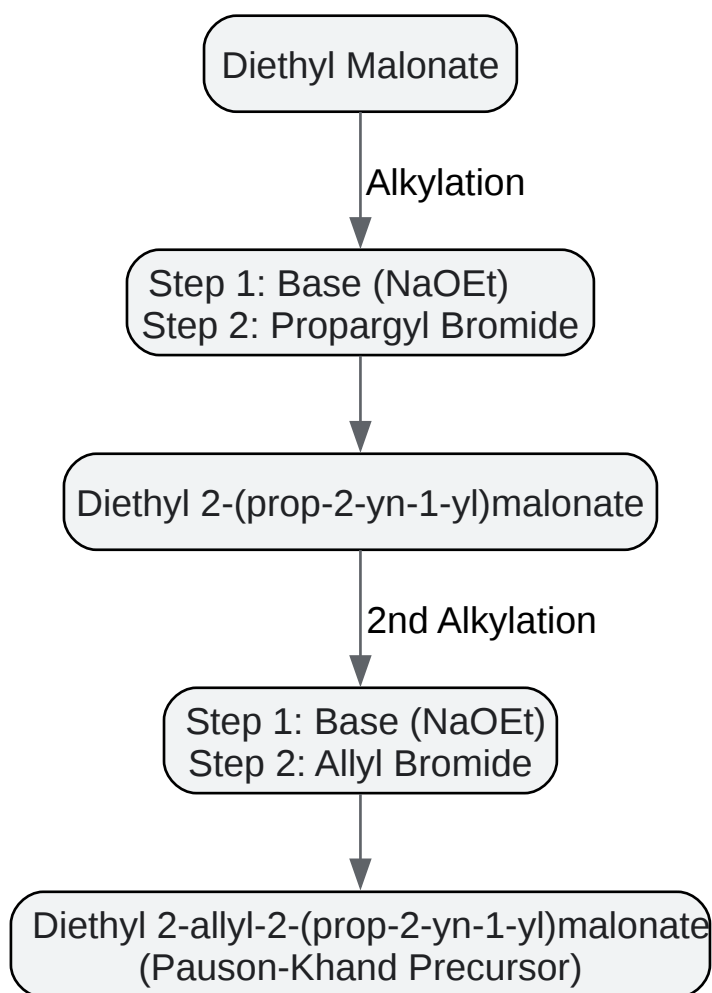 Diethyl Malonate
Alkylation
Step 1: Base (NaOEt)
Step 2: Propargyl Bromide
Diethyl 2-(prop-2-yn-1-yl)malonate
2nd Alkylation
Step 1: Base (NaOEt)
Step 2: Allyl Bromide
Diethyl 2-allyl-2-(prop-2-yn-1-yl)malonate
(Pauson-Khand Precursor)